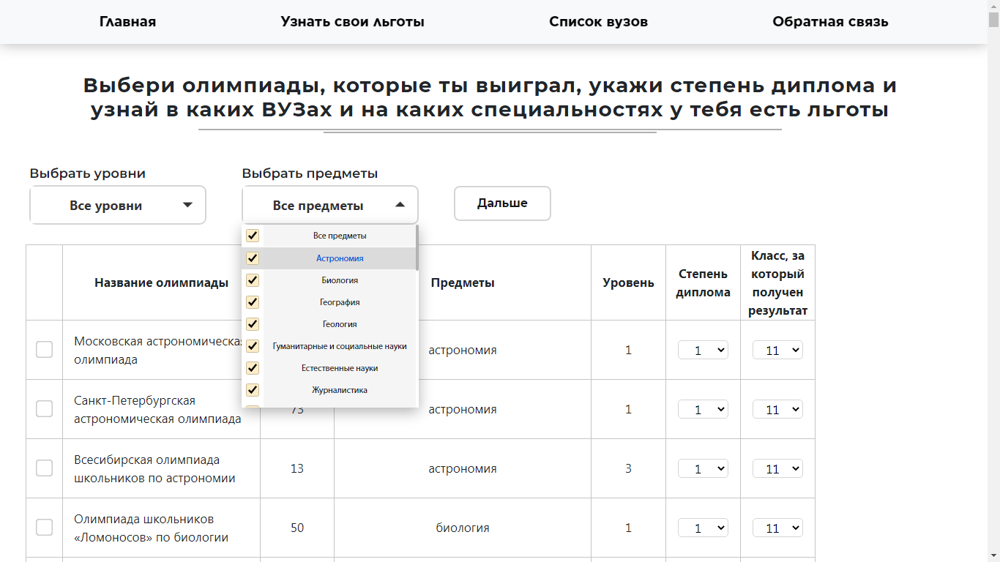 Главная
Узнать свои льготы
Список вузов
Обратная связь
Выбери олимпиады, которые ты выиграл, укажи степень диплома и
узнай в каких ВУЗах и на каких специальностях у тебя есть льготы
Выбрать уровни
Выбрать предметы
Все уровни
Все предметы
Дальше
Все предметы
Астрономия
Биология
География
Геология
Гуманитарные и социальные науки
Естественные науки
Журналистика
Название олимпиады
Предметы
Уровень
Степень
диплома
Класс, за
который
получен
результат
Московская астрономическая
олимпиада
астрономия
1
1
11
Санкт-Петербургская
астрономическая олимпиада
73
астрономия
1
1
11
Всесибирская олимпиада
школьников по астрономии
13
астрономия
3
1
11
Олимпиада школьников
«Ломоносов» по биологии
50
биология
1
1
11